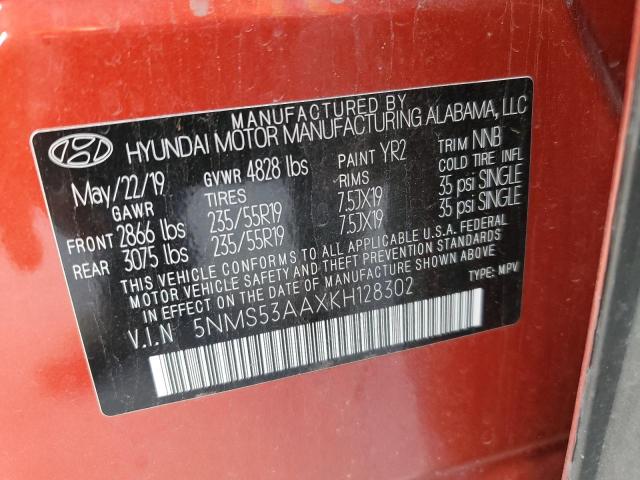 MANUFACTURED BY
HYUNDAI MOTOR MANUFACTURING ALABAMA, LLC
May/22/19 GVWR 4828 lbs PAINT YR2 TRIM NNB
GAWR TIRES RIMS COLD TIRE INFL
FRONT 2866 lbs 235/55R19 7.5JX19 35 psi SINGLE
REAR 3075 lbs 235/55R19 7.5JX19 35 psi SINGLE
THIS VEHICLE CONFORMS TO ALL APPLICABLE U.S.A. FEDERAL
MOTOR VEHICLE SAFETY AND THEFT PREVENTION STANDARDS
IN EFFECT ON THE DATE OF MANUFACTURE SHOWN ABOVE.
V.I.N 5NMS53AAXKH128302 TYPE: MPV